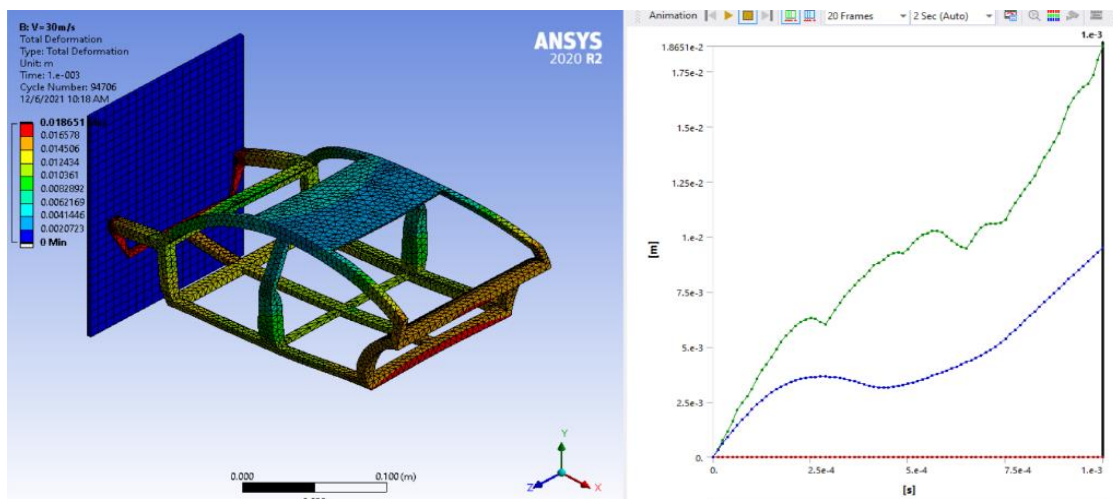 B: V=30m/s
Total Deformation
Type: Total Deformation
Unit: m
Time: 1.e-003
Cycle Number: 94706
12/6/2021 10:18 AM
0.018651
0.016578
0.014506
0.012434
0.010361
0.0082892
0.0062169
0.0041446
0.0020723
0 Min
ANSYS
2020 R2
0.000
0.100 (m)
Y
Z
X
Animation
20 Frames
2 Sec (Auto)
1.e-3
1.8651e-2
1.75e-2
1.5e-2
1.25e-2
1.e-2
7.5e-3
5.e-3
2.5e-3
0.
[m]
0.
2.5e-4
5.e-4
7.5e-4
1.e-3
[s]